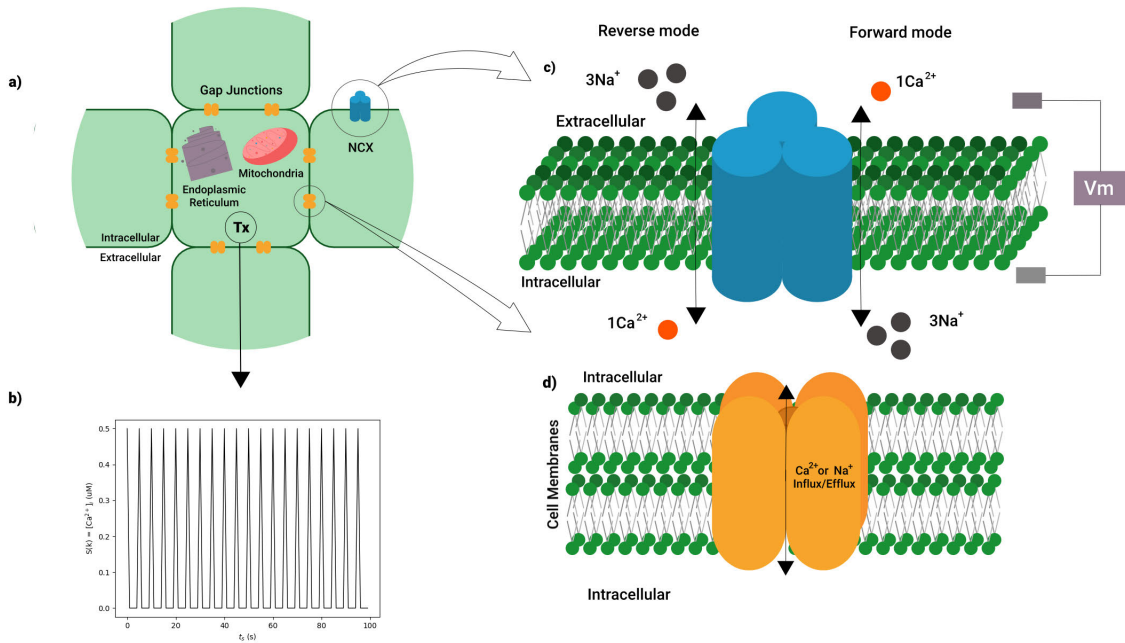 a)
Gap Junctions
NCX
Mitochondria
Endoplasmic
Reticulum
Tx
Intracellular
Extracellular
b)
0.5
0.4
0.3
0.2
0.1
0.0
S(k) = [Ca²⁺]ᵢ (uM)
0
20
40
60
80
100
tₛ (s)
Reverse mode
Forward mode
c)
3Na⁺
1Ca²⁺
Extracellular
Vm
Intracellular
1Ca²⁺
3Na⁺
d)
Intracellular
Cell Membranes
Ca²⁺or Na⁺
Influx/Efflux
Intracellular